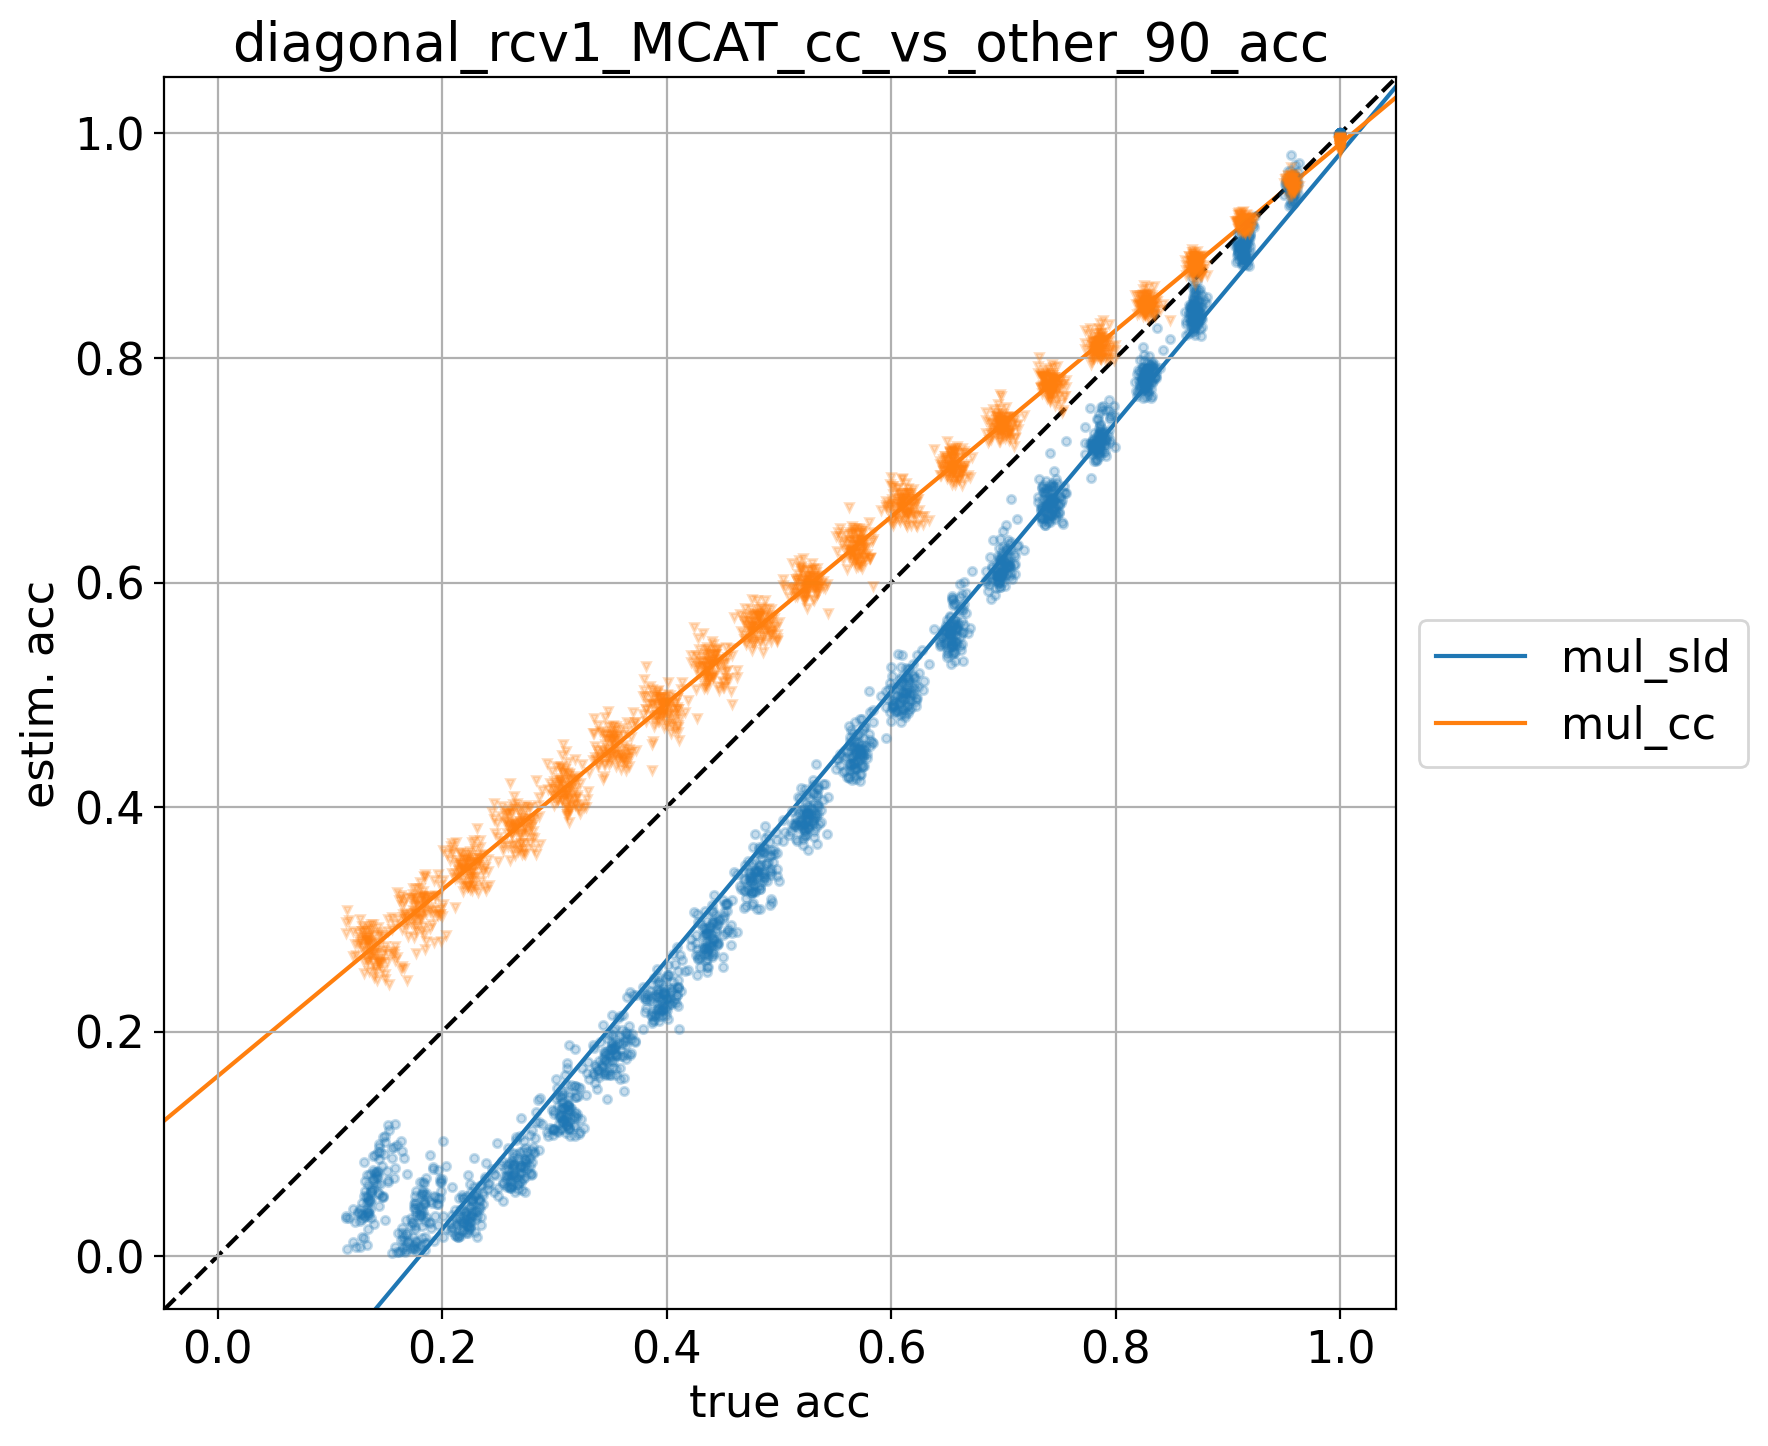 diagonal_rcv1_MCAT_cc_vs_other_90_acc
1.0
0.8
0.6
0.4
0.2
0.0
estim. acc
0.0 0.2 0.4 0.6 0.8 1.0
true acc
mul_sld
mul_cc